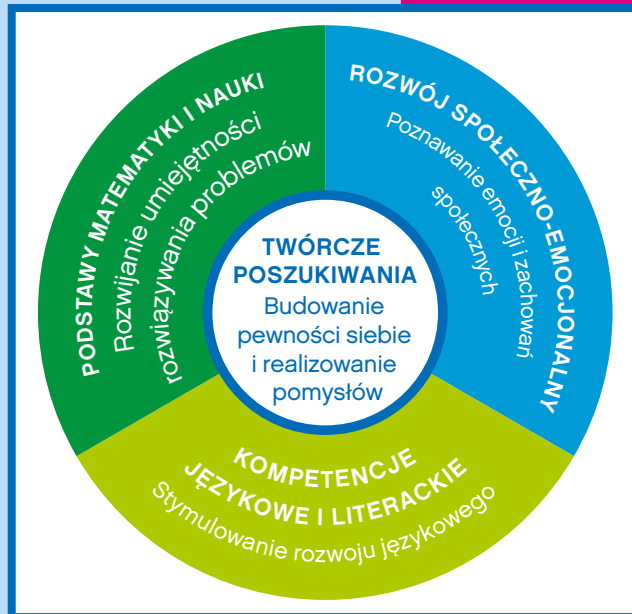 PODSTAWY MATEMATYKI I NAUKI
Rozwijanie umiejętności
rozwiązywania problemów
ROZWÓJ SPOŁECZNO-EMOCJONALNY
Poznawanie emocji i zachowań
społecznych
TWÓRCZE
POSZUKIWANIA
Budowanie
pewności siebie
i realizowanie
pomysłów
KOMPETENCJE
JĘZYKOWE I LITERACKIE
Stymulowanie rozwoju językowego